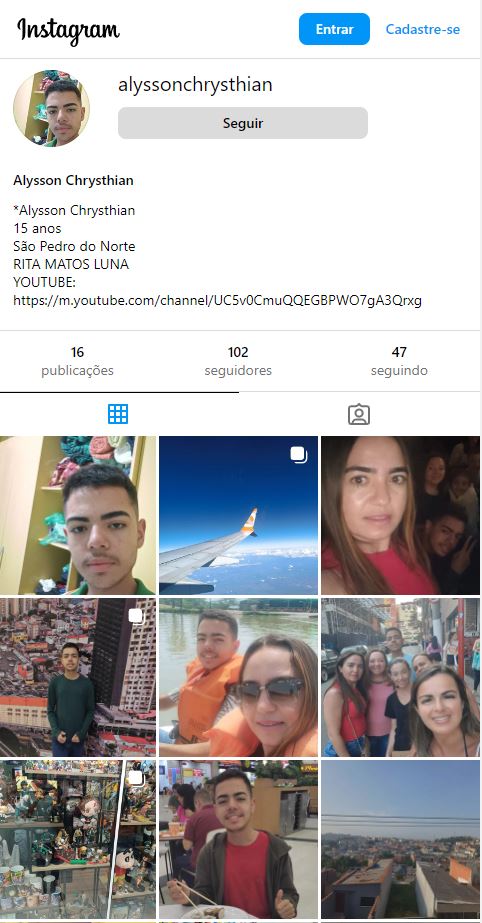 Instagram
Entrar
Cadastre-se
alyssonchrysthian
Seguir
Alysson Chrysthian
*Alysson Chrysthian
15 anos
São Pedro do Norte
RITA MATOS LUNA
YOUTUBE:
https://m.youtube.com/channel/UC5v0CmuQQEGBPWO7gA3Qrxg
16
publicações
102
seguidores
47
seguindo